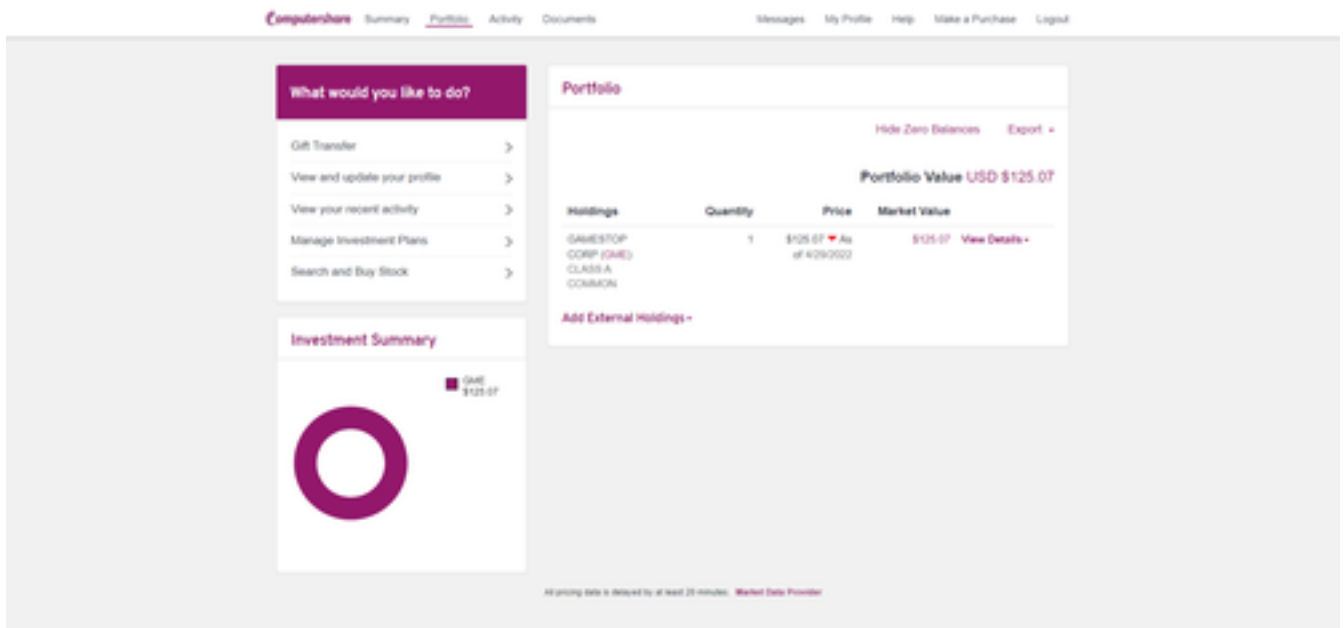 Computershare Summary Portfolio Activity Documents Messages My Profile Help Make a Purchase Logout
What would you like to do?
Gift Transfer
View and update your profile
View your recent activity
Manage Investment Plans
Search and Buy Stock
Investment Summary
GME
$125.07
Portfolio
Hide Zero Balances Export
Portfolio Value USD $125.07
Holdings Quantity Price Market Value
GAMESTOP 1 $125.07 As $125.07 View Details
CORP (GME) of 4/29/2022
CLASS A
COMMON
Add External Holdings
All pricing data is delayed by at least 20 minutes. Market Data Provider